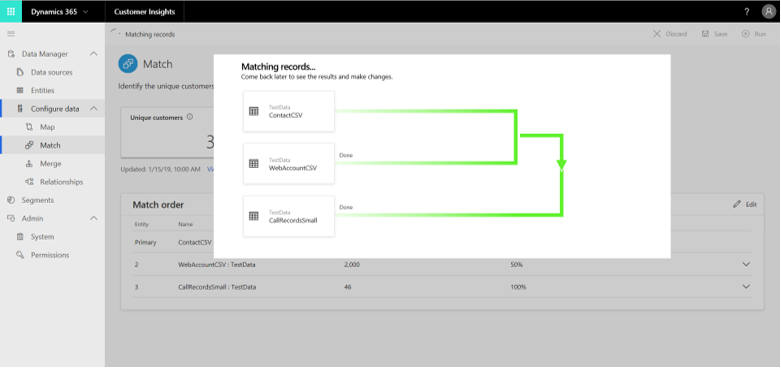 Dynamics 365
Customer Insights
?
Matching records
Discard
Save
Run
Data Manager
Data sources
Entities
Configure data
Map
Match
Merge
Relationships
Segments
Admin
System
Permissions
Match
Identify the unique customers
Unique customers
3
Updated: 1/15/19, 10:00 AM
Matching records...
Come back later to see the results and make changes.
TestData
ContactCSV
TestData
WebAccountCSV
Done
TestData
CallRecordsSmall
Done
Match order
Edit
Entity Name
Primary ContactCSV
2 WebAccountCSV : TestData 2,000 50%
3 CallRecordsSmall : TestData 46 100%